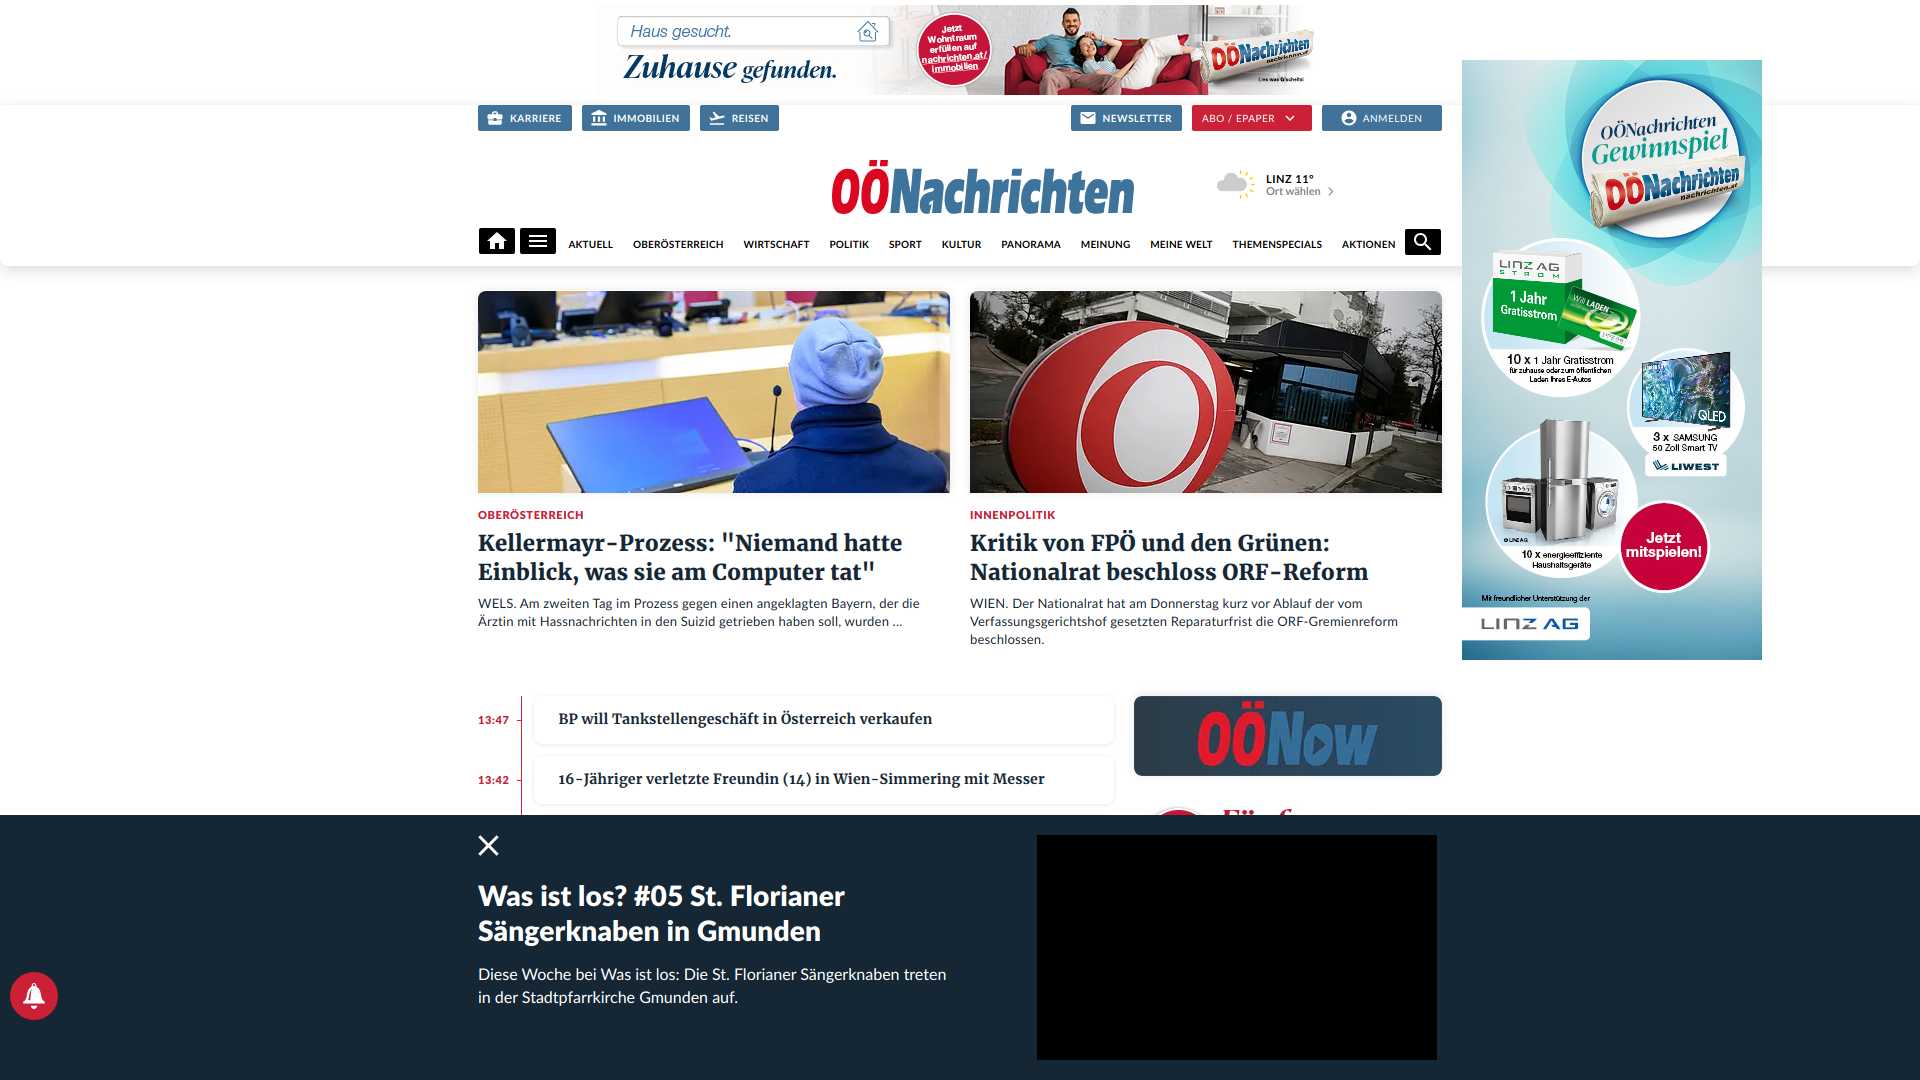 Haus gesucht.
Zuhause gefunden.
Jetzt
Wohntraum
erfüllen auf
nachrichten.at/
immobilien
OÖNachrichten
Lies was G'scheits!
KARRIERE
IMMOBILIEN
REISEN
NEWSLETTER
ABO / EPAPER
ANMELDEN
OÖNachrichten
LINZ 11°
Ort wählen
AKTUELL
OBERÖSTERREICH
WIRTSCHAFT
POLITIK
SPORT
KULTUR
PANORAMA
MEINUNG
MEINE WELT
THEMENSPECIALS
AKTIONEN
OBERÖSTERREICH
Kellermayr-Prozess: "Niemand hatte
Einblick, was sie am Computer tat"
WELS. Am zweiten Tag im Prozess gegen einen angeklagten Bayern, der die
Ärztin mit Hassnachrichten in den Suizid getrieben haben soll, wurden ...
INNENPOLITIK
Kritik von FPÖ und den Grünen:
Nationalrat beschloss ORF-Reform
WIEN. Der Nationalrat hat am Donnerstag kurz vor Ablauf der vom
Verfassungsgerichtshof gesetzten Reparaturfrist die ORF-Gremienreform
beschlossen.
OÖNachrichten
Gewinnspiel
OÖNachrichten
nachrichten.at
LINZ AG
STROM
1 Jahr
Gratisstrom
Will LADEN
10 x 1 Jahr Gratisstrom
für zuhause oder zum öffentlichen
Laden Ihres E-Autos
QLED
3 x SAMSUNG
50 Zoll Smart TV
LIWEST
© LINZ AG
10 x energieeffiziente
Haushaltsgeräte
Jetzt
mitspielen!
Mit freundlicher Unterstützung der
LINZ AG
13:47
BP will Tankstellengeschäft in Österreich verkaufen
13:42
16-Jähriger verletzte Freundin (14) in Wien-Simmering mit Messer
OÖNow
Was ist los? #05 St. Florianer
Sängerknaben in Gmunden
Diese Woche bei Was ist los: Die St. Florianer Sängerknaben treten
in der Stadtpfarrkirche Gmunden auf.